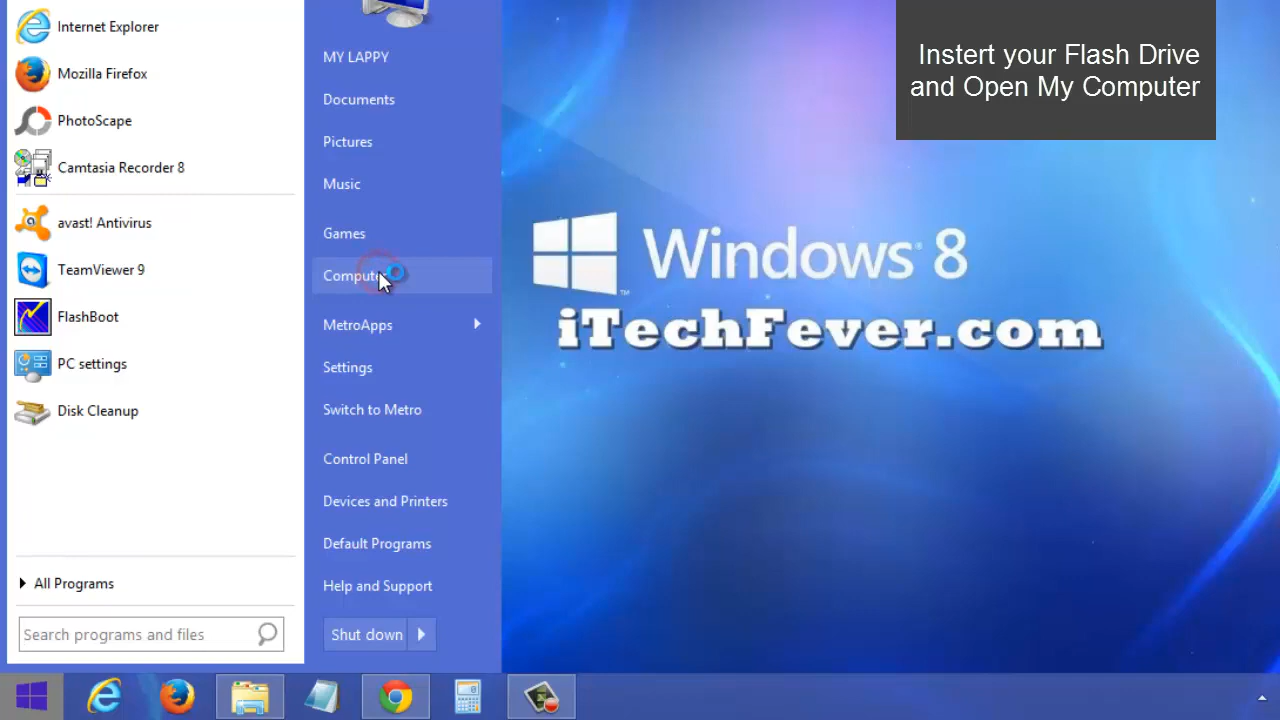 Internet Explorer
Mozilla Firefox
PhotoScape
Camtasia Recorder 8
avast! Antivirus
TeamViewer 9
FlashBoot
PC settings
Disk Cleanup
All Programs
Search programs and files
MY LAPPY
Documents
Pictures
Music
Games
Computer
MetroApps
Settings
Switch to Metro
Control Panel
Devices and Printers
Default Programs
Help and Support
Shut down
Instert your Flash Drive
and Open My Computer
Windows 8
iTechFever.com